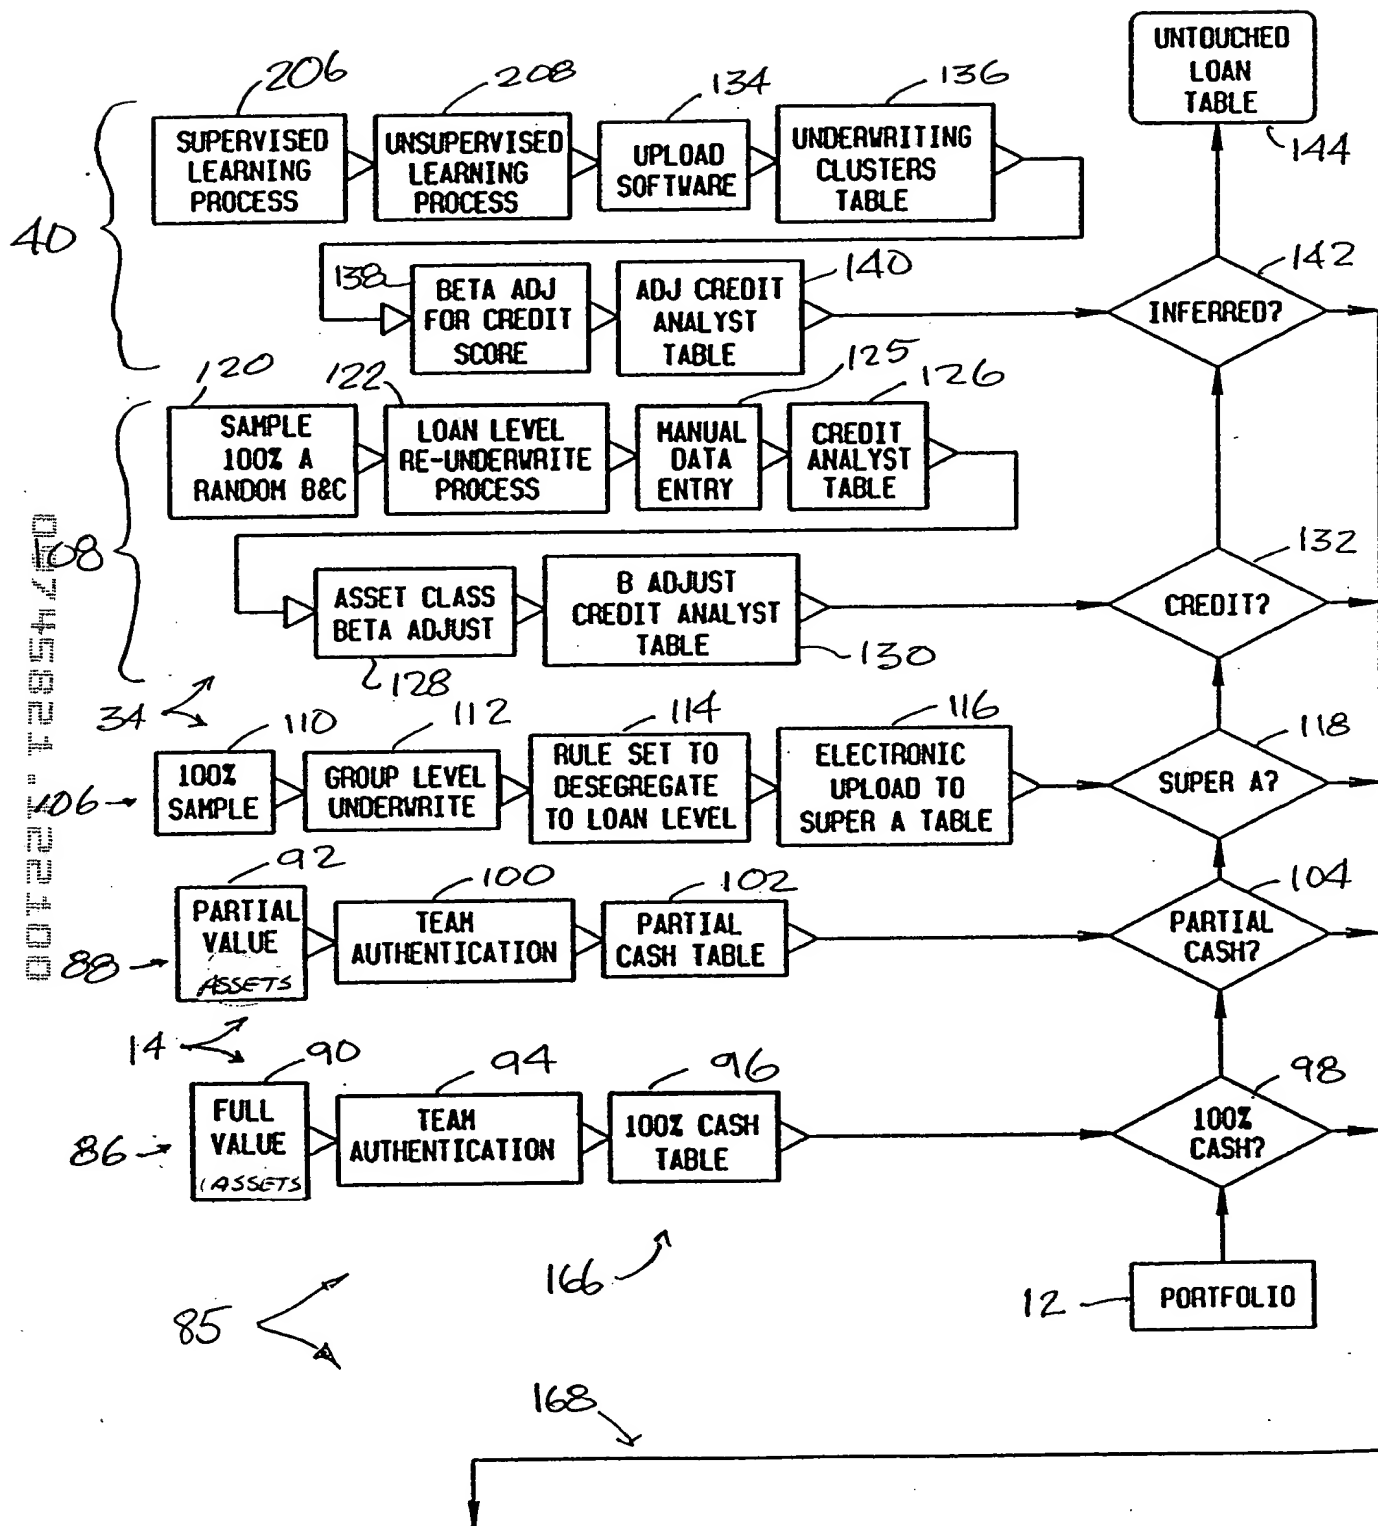 UNTOUCHED
LOAN
TABLE
144
206
208
134
136
40
SUPERVISED
LEARNING
PROCESS
UNSUPERVISED
LEARNING
PROCESS
UPLOAD
SOFTWARE
UNDERWRITING
CLUSTERS
TABLE
138
BETA ADJ
FOR CREDIT
SCORE
140
ADJ CREDIT
ANALYST
TABLE
142
INFERRED?
120
122
125
126
108
SAMPLE
100% A
RANDOM B&C
LOAN LEVEL
RE-UNDERWRITE
PROCESS
MANUAL
DATA
ENTRY
CREDIT
ANALYST
TABLE
132
CREDIT?
ASSET CLASS
BETA ADJUST
128
B ADJUST
CREDIT ANALYST
TABLE
130
34
110
112
114
116
118
106
100%
SAMPLE
GROUP LEVEL
UNDERWRITE
RULE SET TO
DESEGREGATE
TO LOAN LEVEL
ELECTRONIC
UPLOAD TO
SUPER A TABLE
SUPER A?
92
100
102
104
88
PARTIAL
VALUE
ASSETS
TEAM
AUTHENTICATION
PARTIAL
CASH TABLE
PARTIAL
CASH?
14
90
94
96
98
86
FULL
VALUE
ASSETS
TEAM
AUTHENTICATION
100% CASH
TABLE
100%
CASH?
166
12
PORTFOLIO
85
168
09745821.122100